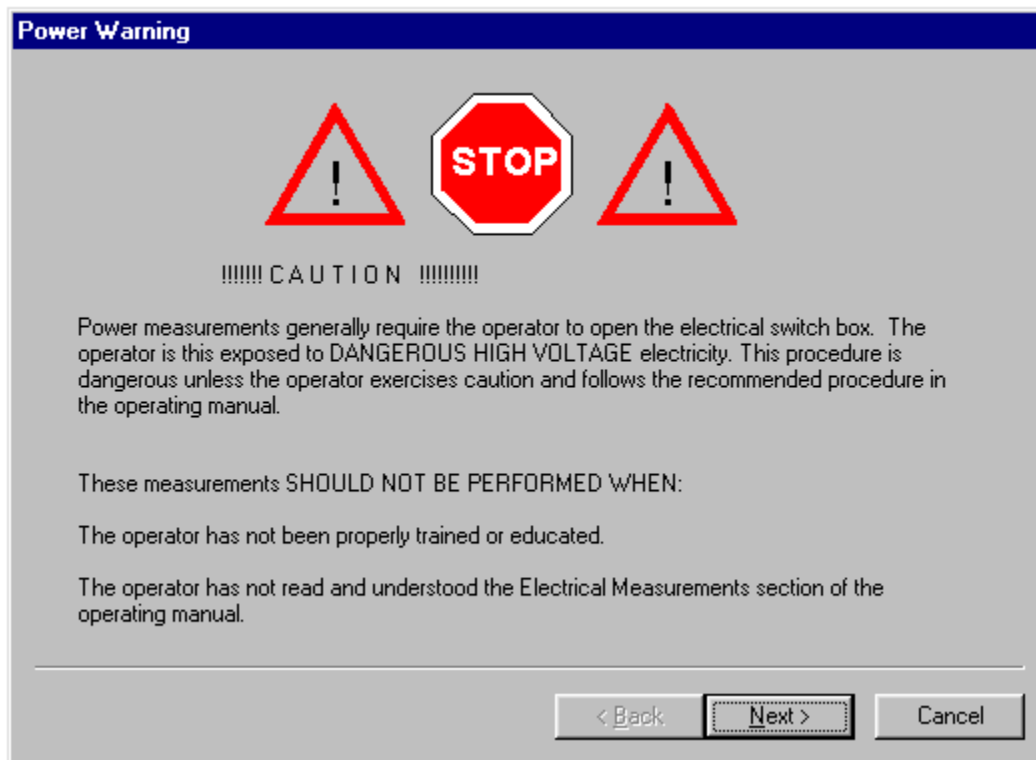 Power Warning
!
STOP
!
!!!!!!! C A U T I O N !!!!!!!!!!
Power measurements generally require the operator to open the electrical switch box. The
operator is this exposed to DANGEROUS HIGH VOLTAGE electricity. This procedure is
dangerous unless the operator exercises caution and follows the recommended procedure in
the operating manual.
These measurements SHOULD NOT BE PERFORMED WHEN:
The operator has not been properly trained or educated.
The operator has not read and understood the Electrical Measurements section of the
operating manual.
< Back Next > Cancel